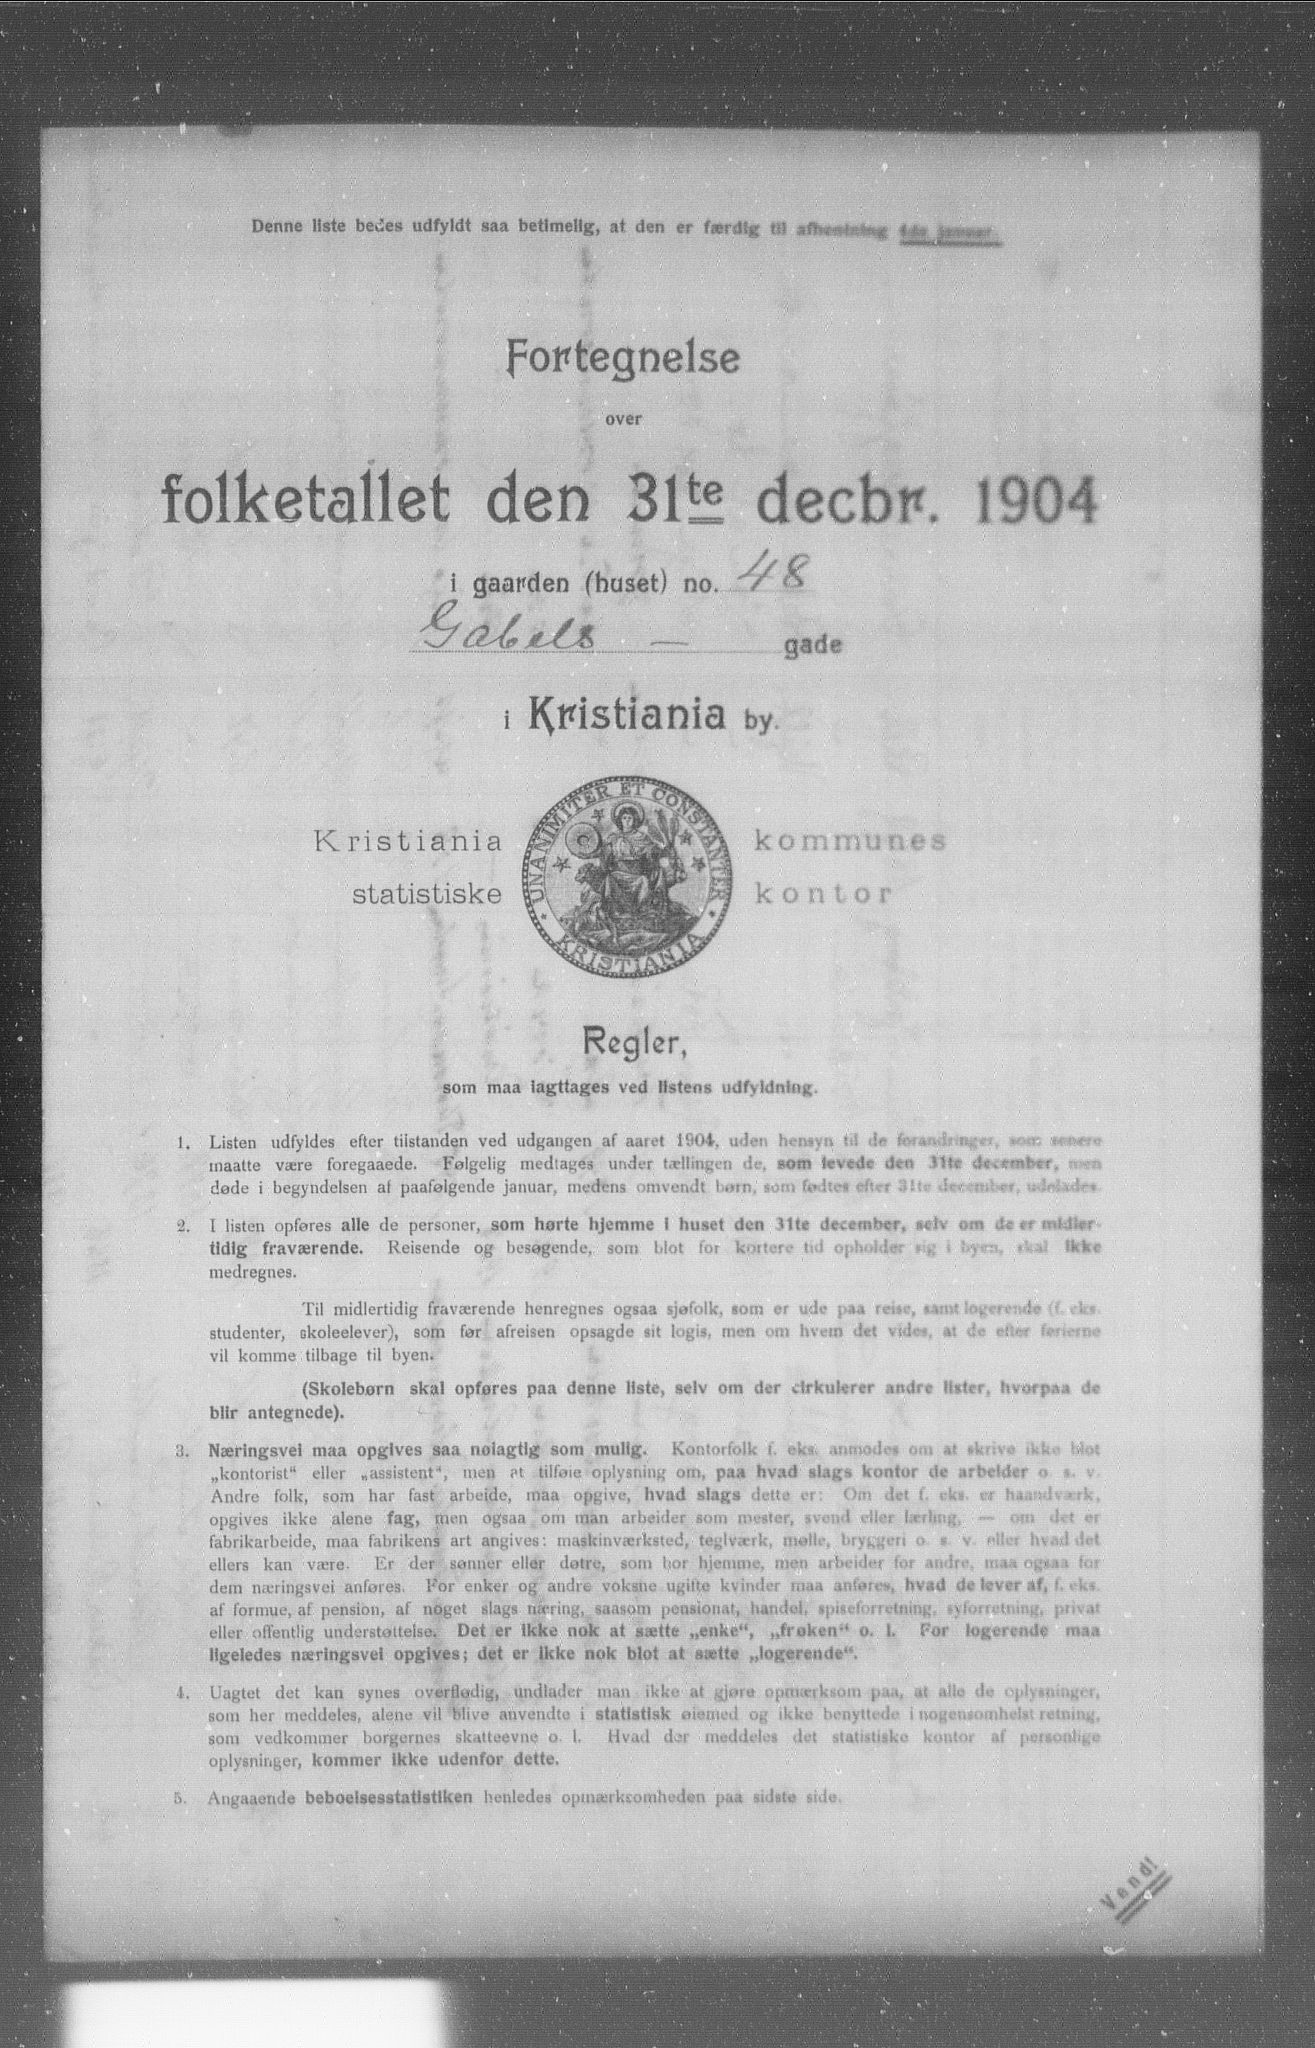 Denne liste bedes udfyldt saa betimelig, at den er færdig til afhentning 4de januar.
Fortegnelse
over
folketallet den 31te decbr. 1904
i gaarden (huset) no. 48
Gabels — gade
i Kristiania by.
UNANIMITER ET CONSTANTER
KRISTIANIA
Kristiania kommunes
statistiske kontor
Regler,
som maa iagttages ved listens udfyldning.
1. Listen udfyldes efter tilstanden ved udgangen af aaret 1904, uden hensyn til de forandringer, som senere
maatte være foregaaede. Følgelig medtages under tællingen de, som levede den 31te december, men
døde i begyndelsen af paafølgende januar, medens omvendt børn, som fødtes efter 31te december, udelades.
2. I listen opføres alle de personer, som hørte hjemme i huset den 31te december, selv om de er midler-
tidig fraværende. Reisende og besøgende, som blot for kortere tid opholder sig i byen, skal ikke
medregnes.
Til midlertidig fraværende henregnes ogsaa sjøfolk, som er ude paa reise, samt logerende (f. eks.
studenter, skoleelever), som før afreisen opsagde sit logis, men om hvem det vides, at de efter ferierne
vil komme tilbage til byen.
(Skolebørn skal opføres paa denne liste, selv om der cirkulerer andre lister, hvorpaa de
blir antegnede).
3. Næringsvei maa opgives saa nøiagtig som mulig. Kontorfolk f. eks. anmodes om at skrive ikke blot
„kontorist“ eller „assistent“, men at tilføie oplysning om, paa hvad slags kontor de arbeider o. s. v.
Andre folk, som har fast arbeide, maa opgive, hvad slags dette er: Om det f. eks. er haandværk,
opgives ikke alene fag, men ogsaa om man arbeider som mester, svend eller lærling, — om det er
fabrikarbeide, maa fabrikens art angives: maskinværksted, teglværk, mølle, bryggeri o. s. v. eller hvad det
ellers kan være. Er der sønner eller døtre, som bor hjemme, men arbeider for andre, maa ogsaa for
dem næringsvei anføres. For enker og andre voksne ugifte kvinder maa anføres, hvad de lever af, f. eks.
af formue, af pension, af noget slags næring, saasom pensionat, handel, spiseforretning, syforretning, privat
eller offentlig understøttelse. Det er ikke nok at sætte „enke“, „frøken“ o. l. For logerende maa
ligeledes næringsvei opgives; det er ikke nok blot at sætte „logerende“.
4. Uagtet det kan synes overflødig, undlader man ikke at gjøre opmærksom paa, at alle de oplysninger,
som her meddeles, alene vil blive anvendte i statistisk øiemed og ikke benyttede i nogensomhelst retning,
som vedkommer borgernes skatteevne o. l. Hvad der meddeles det statistiske kontor af personlige
oplysninger, kommer ikke udenfor dette.
5. Angaaende beboelsesstatistiken henledes opmærksomheden paa sidste side.
Vend!